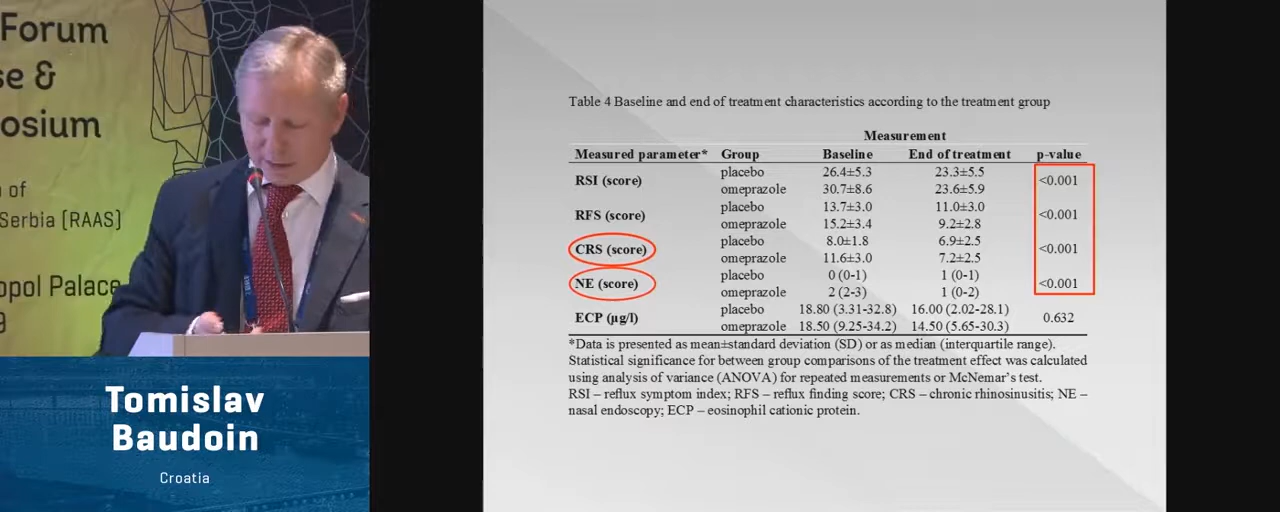 Forum
se &
osium
n of
Serbia (RAAS)
opol Palace
9
Tomislav
Baudoin
Croatia
Table 4 Baseline and end of treatment characteristics according to the treatment group
Measurement
Measured parameter* Group Baseline End of treatment p-value
RSI (score) placebo 26.4±5.3 23.3±5.5 <0.001
omeprazole 30.7±8.6 23.6±5.9
RFS (score) placebo 13.7±3.0 11.0±3.0 <0.001
omeprazole 15.2±3.4 9.2±2.8
CRS (score) placebo 8.0±1.8 6.9±2.5 <0.001
omeprazole 11.6±3.0 7.2±2.5
NE (score) placebo 0 (0-1) 1 (0-1) <0.001
omeprazole 2 (2-3) 1 (0-2)
ECP (µg/l) placebo 18.80 (3.31-32.8) 16.00 (2.02-28.1) 0.632
omeprazole 18.50 (9.25-34.2) 14.50 (5.65-30.3)
*Data is presented as mean±standard deviation (SD) or as median (interquartile range).
Statistical significance for between group comparisons of the treatment effect was calculated
using analysis of variance (ANOVA) for repeated measurements or McNemar's test.
RSI – reflux symptom index; RFS – reflux finding score; CRS – chronic rhinosinusitis; NE –
nasal endoscopy; ECP – eosinophil cationic protein.